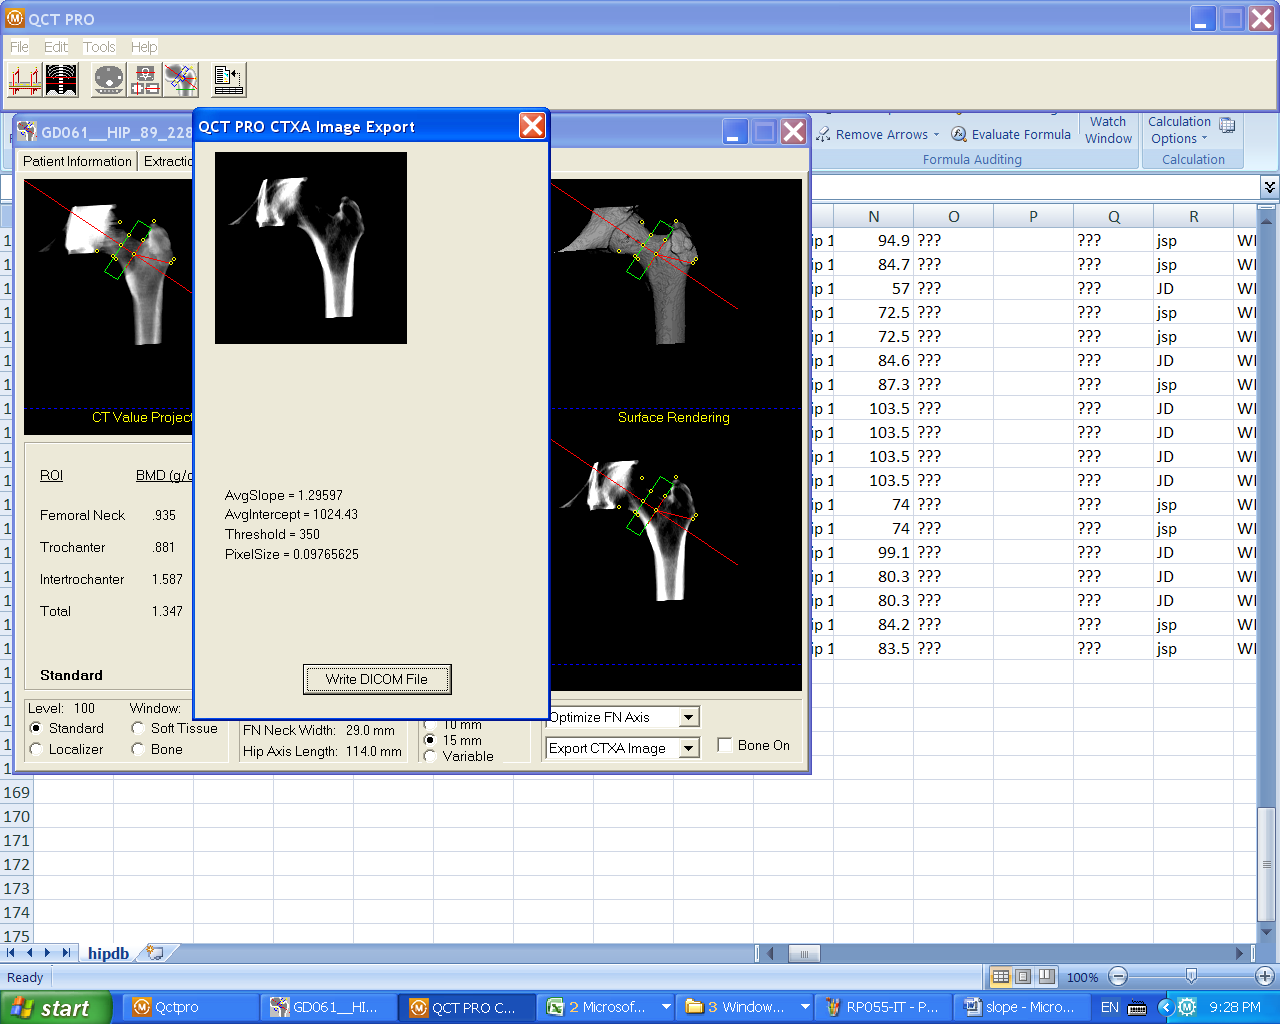 QCT PRO
File Edit Tools Help
GD061__HIP_89_228
QCT PRO CTXA Image Export
Patient Information
Remove Arrows
Evaluate Formula
Watch Window
Calculation Options
Formula Auditing
Calculation
CT Value
Surface Rendering
ROI
Femoral Neck .935
Trochanter .881
Intertrochanter 1.587
Total 1.347
Standard
AvgSlope = 1.29597
AvgIntercept = 1024.43
Threshold = 350
PixelSize = 0.09765625
Write DICOM File
Level: 100 Window:
Standard Soft Tissue
Localizer Bone
FN Neck Width: 29.0 mm
Hip Axis Length: 114.0 mm
10 mm
15 mm
Variable
Optimize FN Axis
Export CTXA Image
Bone On
N O P Q R
94.9 ??? ??? jsp
84.7 ??? ??? jsp
57 ??? ??? JD
72.5 ??? ??? jsp
72.5 ??? ??? jsp
84.6 ??? ??? JD
87.3 ??? ??? jsp
103.5 ??? ??? JD
103.5 ??? ??? JD
103.5 ??? ??? JD
103.5 ??? ??? JD
74 ??? ??? jsp
74 ??? ??? jsp
99.1 ??? ??? JD
80.3 ??? ??? JD
80.3 ??? ??? JD
84.2 ??? ??? jsp
83.5 ??? ??? jsp
169
170
171
172
173
174
175
hipdb
Ready
100%
start
Qctpro
GD061__HI...
QCT PRO C...
2 Microsof...
3 Window...
RP055-IT - P...
slope - Micro...
EN
9:28 PM